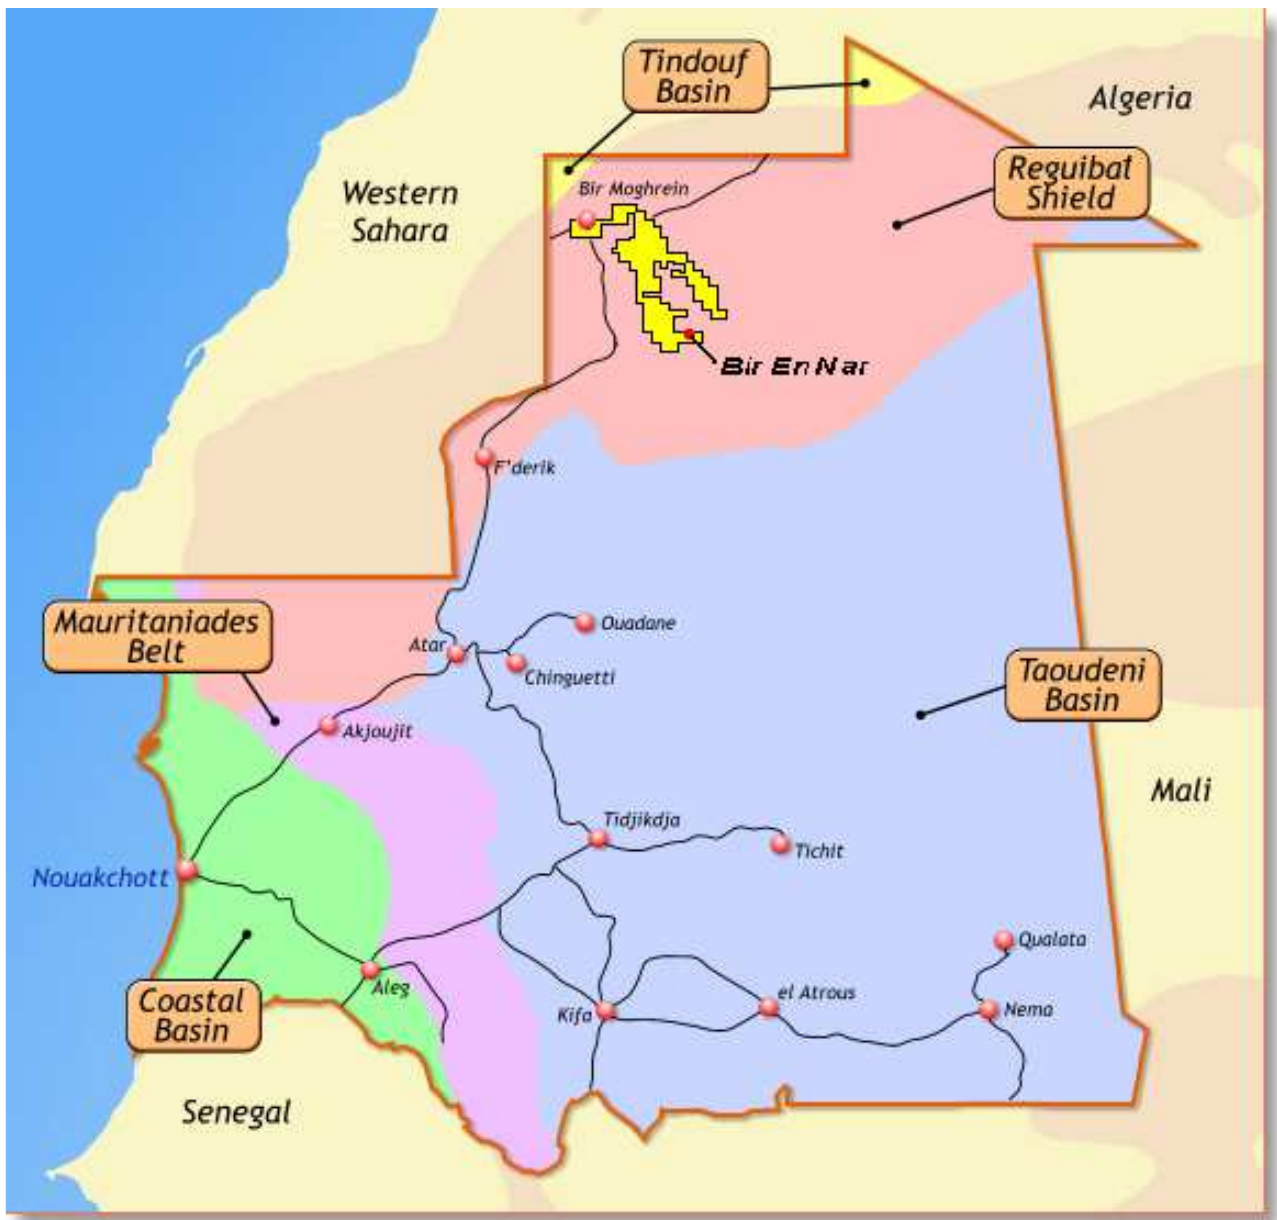 Tindouf
Basin
Algeria
Reguibat
Shield
Western
Sahara
Bir Moghrein
Bir En Nar
F'derik
Mauritaniades
Belt
Ouadane
Atar
Chinguetti
Taoudeni
Basin
Akjoujit
Mali
Tidjikdja
Tichit
Nouakchott
Qualata
Aleg
el Atrous
Coastal
Basin
Kifa
Nema
Senegal